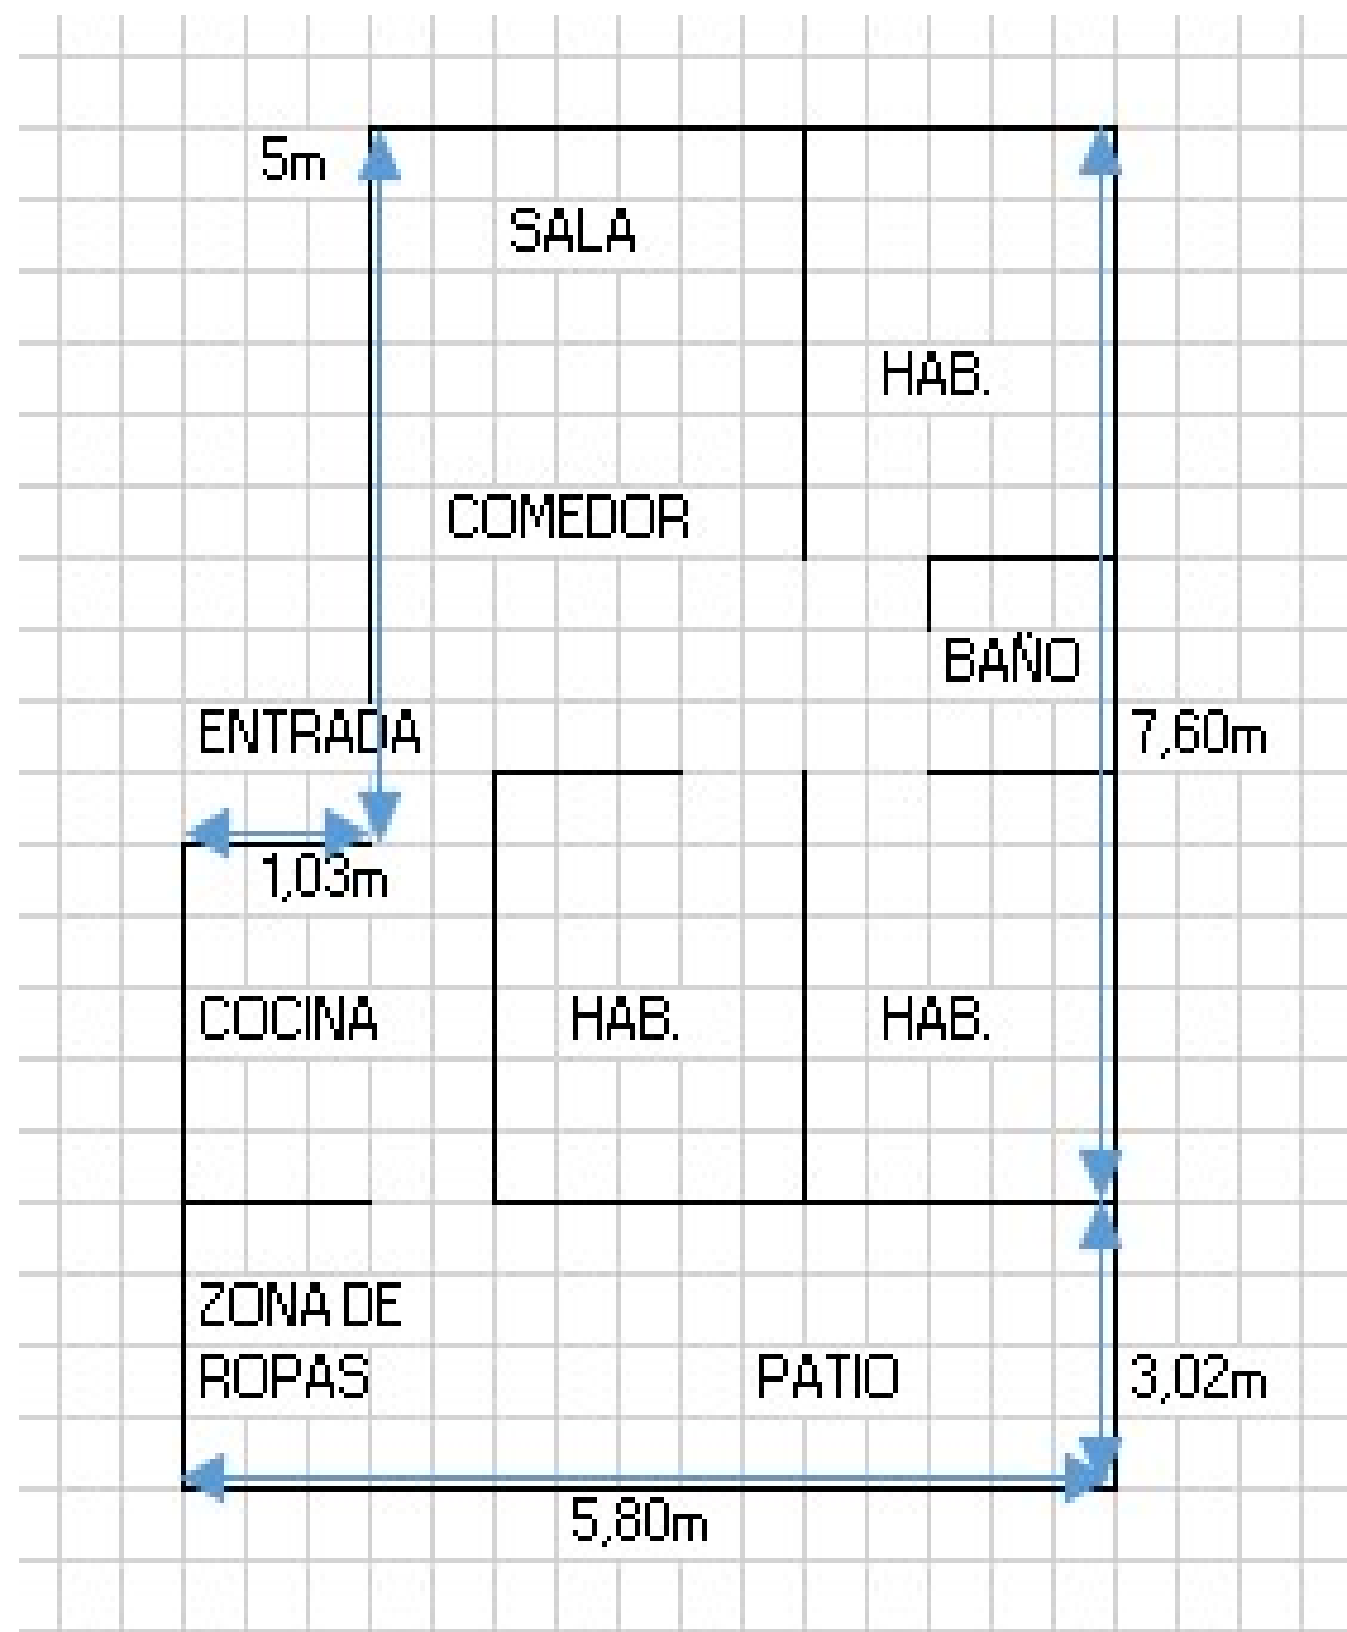 5m
SALA
HAB.
COMEDOR
BAÑO
ENTRADA
7,60m
1,03m
COCINA
HAB.
HAB.
ZONA DE
ROPAS
PATIO
3,02m
5,80m